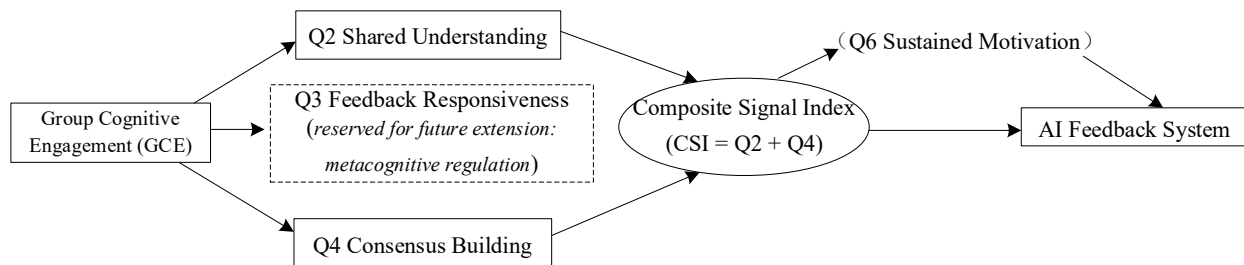 Q2 Shared Understanding
（Q6 Sustained Motivation）
Group Cognitive
Engagement (GCE)
Q3 Feedback Responsiveness
(reserved for future extension:
metacognitive regulation)
Composite Signal Index
(CSI = Q2 + Q4)
AI Feedback System
Q4 Consensus Building